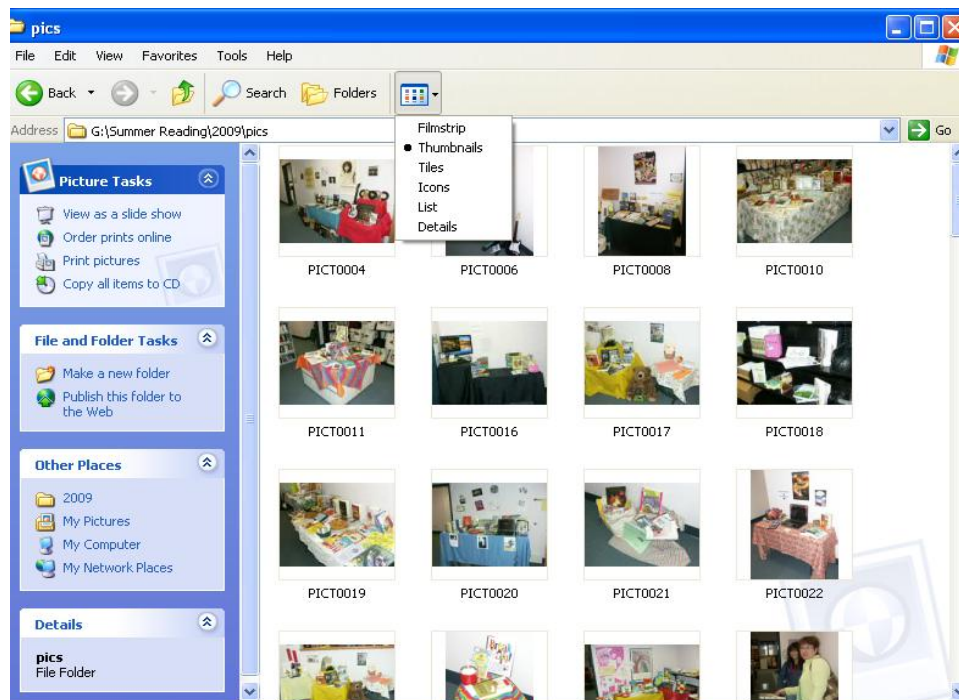 pics
File Edit View Favorites Tools Help
Back Search Folders
Address G:\Summer Reading\2009\pics Go
Filmstrip
Thumbnails
Tiles
Icons
List
Details
Picture Tasks
View as a slide show
Order prints online
Print pictures
Copy all items to CD
File and Folder Tasks
Make a new folder
Publish this folder to
the Web
Other Places
2009
My Pictures
My Computer
My Network Places
Details
pics
File Folder
PICT0004 PICT0006 PICT0008 PICT0010
PICT0011 PICT0016 PICT0017 PICT0018
PICT0019 PICT0020 PICT0021 PICT0022